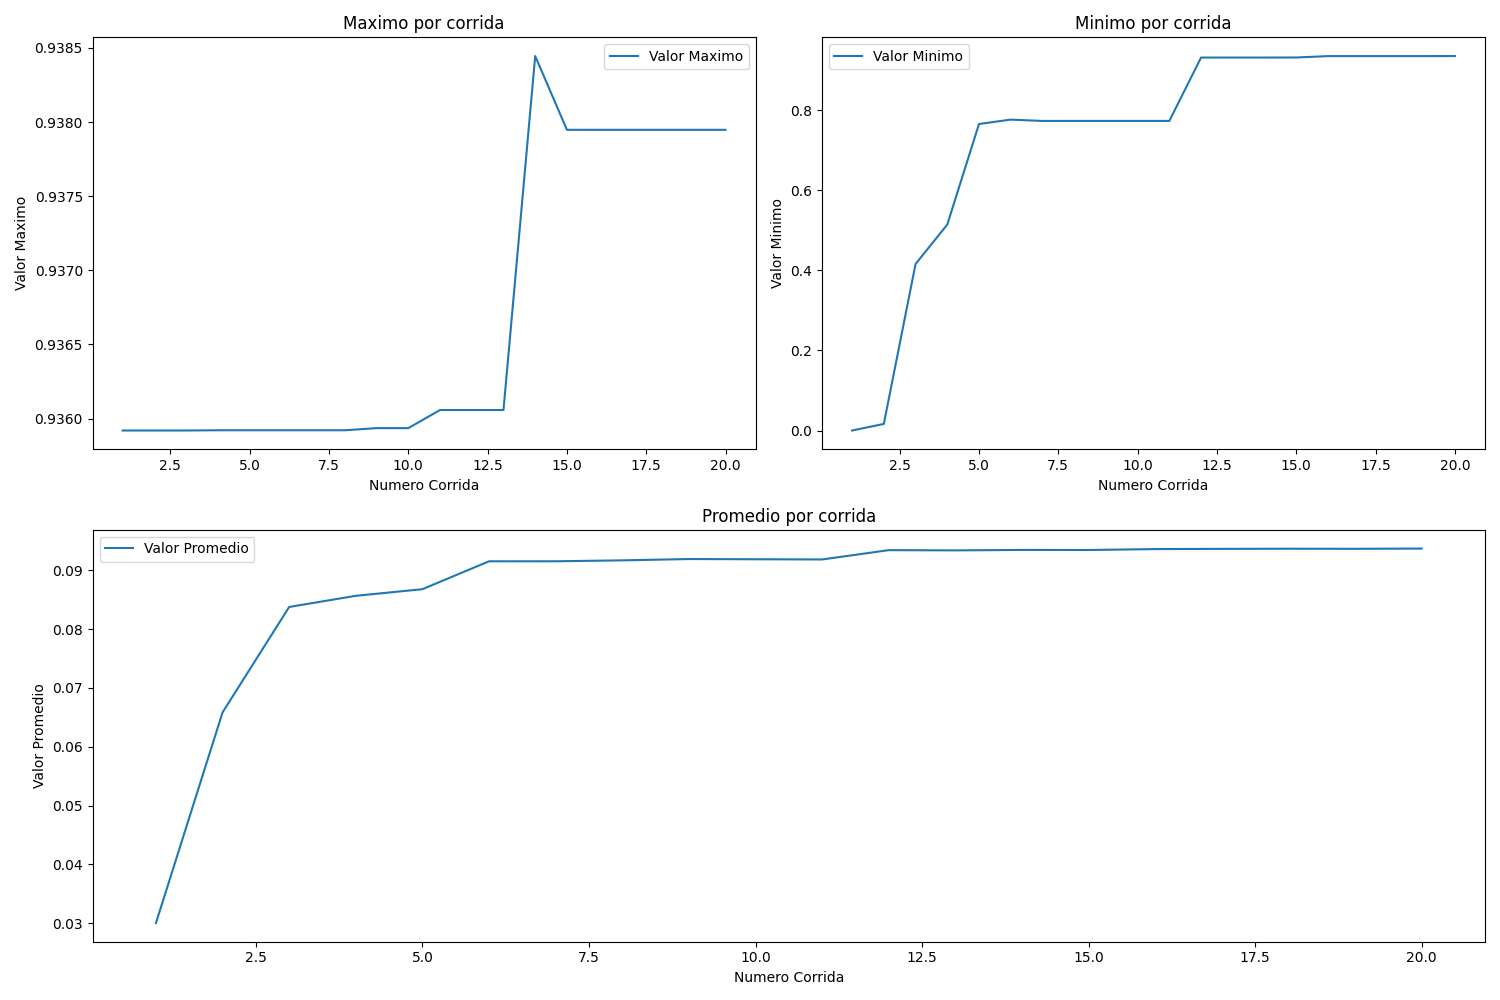 Maximo por corrida
Valor Maximo
0.9385
0.9380
0.9375
0.9370
0.9365
0.9360
Valor Maximo
2.5 5.0 7.5 10.0 12.5 15.0 17.5 20.0
Numero Corrida
Minimo por corrida
Valor Minimo
0.8
0.6
0.4
0.2
0.0
Valor Minimo
2.5 5.0 7.5 10.0 12.5 15.0 17.5 20.0
Numero Corrida
Promedio por corrida
Valor Promedio
0.09
0.08
0.07
0.06
0.05
0.04
0.03
Valor Promedio
2.5 5.0 7.5 10.0 12.5 15.0 17.5 20.0
Numero Corrida